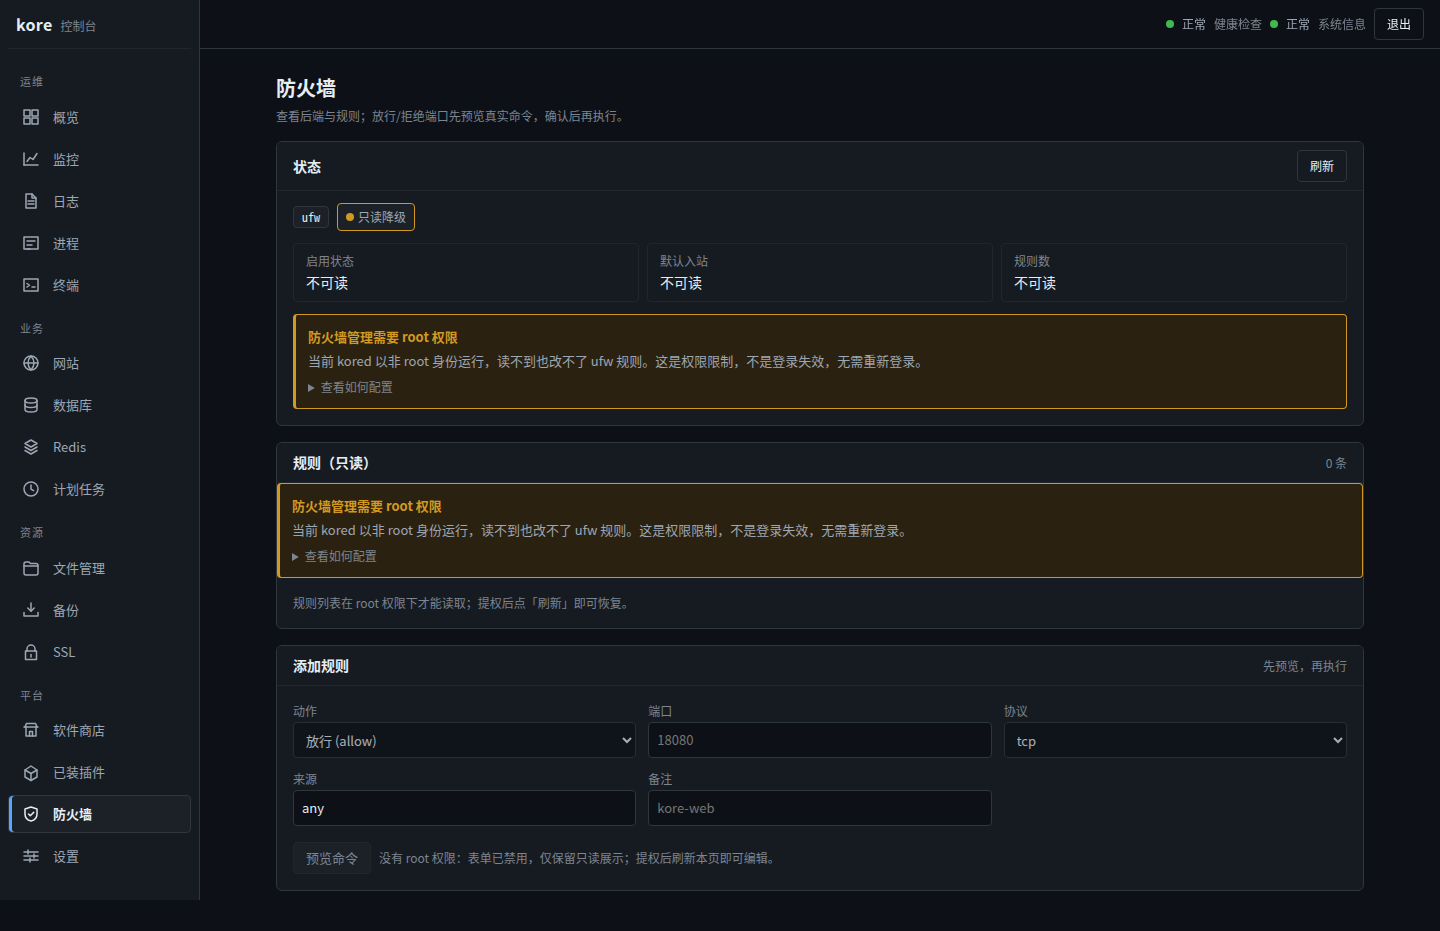 kore 控制台
正常 健康检查 正常 系统信息 退出
运维
概览
监控
日志
进程
终端
业务
网站
数据库
Redis
计划任务
资源
文件管理
备份
SSL
平台
软件商店
已装插件
防火墙
设置
防火墙
查看后端与规则；放行/拒绝端口先预览真实命令，确认后再执行。
状态 刷新
ufw 只读降级
启用状态 默认入站 规则数
不可读 不可读 不可读
防火墙管理需要 root 权限
当前 kored 以非 root 身份运行，读不到也改不了 ufw 规则。这是权限限制，不是登录失效，无需重新登录。
查看如何配置
规则（只读） 0 条
防火墙管理需要 root 权限
当前 kored 以非 root 身份运行，读不到也改不了 ufw 规则。这是权限限制，不是登录失效，无需重新登录。
查看如何配置
规则列表在 root 权限下才能读取；提权后点「刷新」即可恢复。
添加规则 先预览，再执行
动作 端口 协议
放行 (allow) 18080 tcp
来源 备注
any kore-web
预览命令 没有 root 权限：表单已禁用，仅保留只读展示；提权后刷新本页即可编辑。